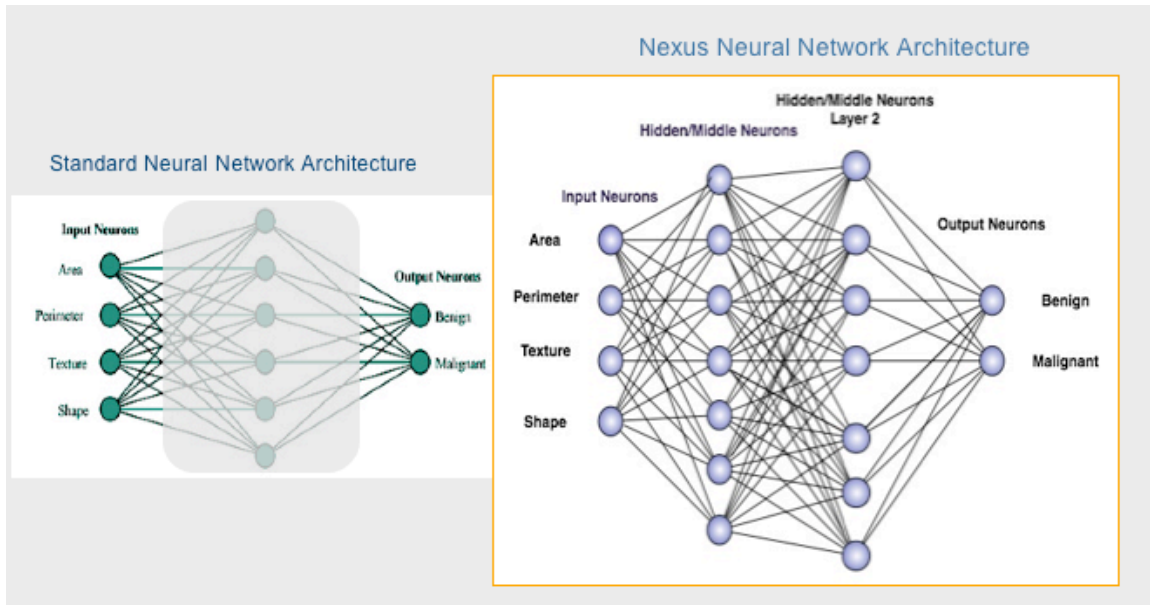 Nexus Neural Network Architecture
Hidden/Middle Neurons
Layer 2
Hidden/Middle Neurons
Input Neurons
Output Neurons
Area
Perimeter
Texture
Shape
Benign
Malignant
Standard Neural Network Architecture
Input Neurons
Area
Perimeter
Texture
Shape
Output Neurons
Benign
Malignant